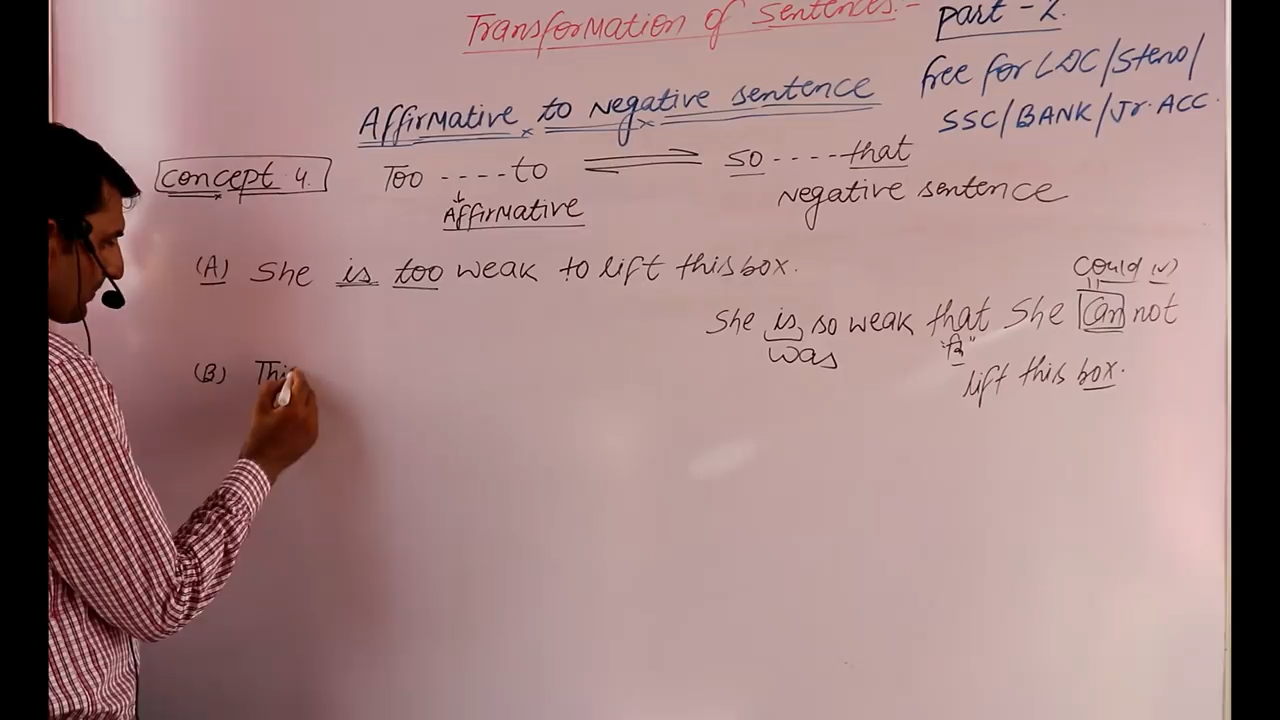 Transformation of Sentences:-
Part - 2.
free for LDC/Steno/
SSC/BANK/Jr. ACC.
Affirmative to Negative sentence
Concept 4.
Too ----to
so ----that
Affirmative
Negative sentence
(A) She is too weak to lift this box.
Could (v)
She is so weak that She Can not
was
lift this box.
(B) Thi